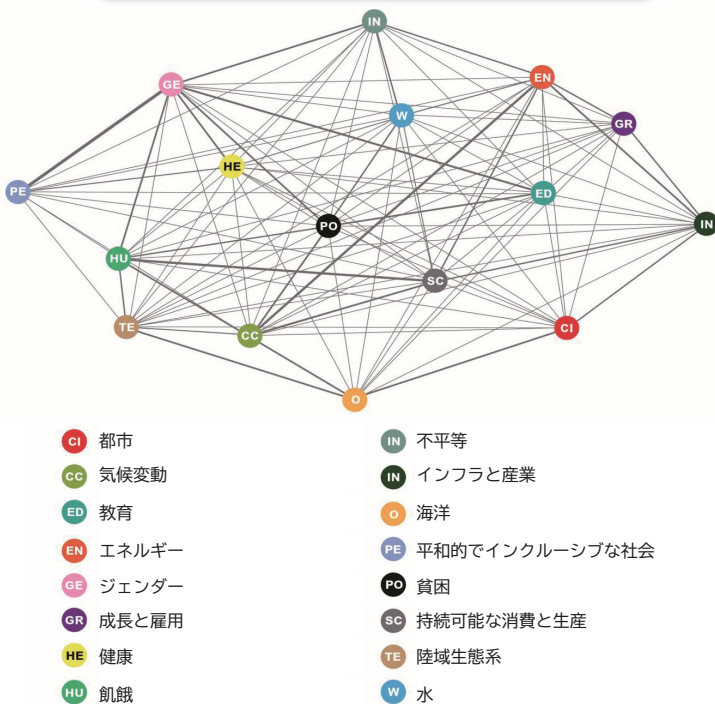 IN
GE
EN
W
GR
HE
PE
ED
PO
IN
HU
SC
TE
CC
CI
O
CI 都市
IN 不平等
CC 気候変動
IN インフラと産業
ED 教育
O 海洋
EN エネルギー
PE 平和的でインクルーシブな社会
GE ジェンダー
PO 貧困
GR 成長と雇用
SC 持続可能な消費と生産
HE 健康
TE 陸域生態系
HU 飢餓
W 水